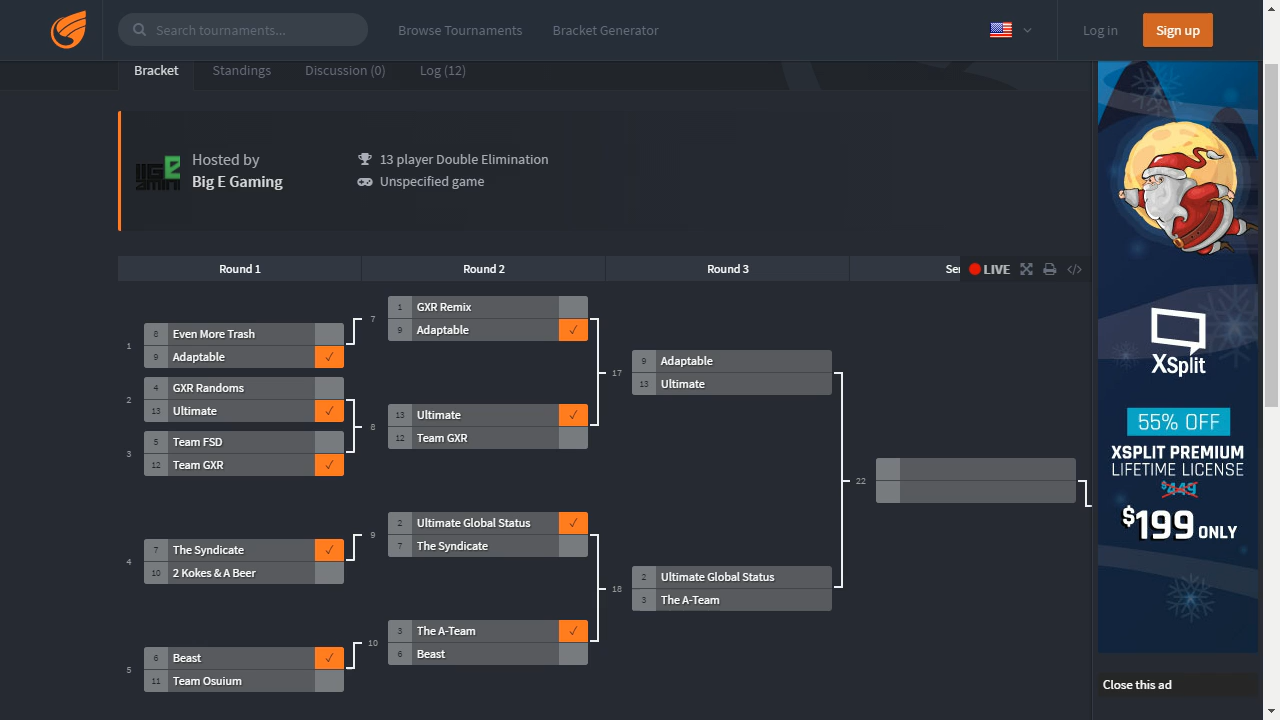 Search tournaments...
Browse Tournaments
Bracket Generator
Log in
Sign up
Bracket
Standings
Discussion (0)
Log (12)
Hosted by
Big E Gaming
13 player Double Elimination
Unspecified game
Round 1
Round 2
Round 3
LIVE
1
8 Even More Trash
9 Adaptable
2
4 GXR Randoms
13 Ultimate
3
5 Team FSD
12 Team GXR
4
7 The Syndicate
10 2 Kokes & A Beer
5
6 Beast
11 Team Osuium
7
1 GXR Remix
9 Adaptable
8
13 Ultimate
12 Team GXR
9
2 Ultimate Global Status
7 The Syndicate
10
3 The A-Team
6 Beast
17
9 Adaptable
13 Ultimate
18
2 Ultimate Global Status
3 The A-Team
22
XSplit
55% OFF
XSPLIT PREMIUM
LIFETIME LICENSE
$449
$199 ONLY
Close this ad